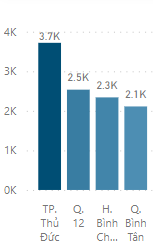 4K
3.7K
3K
2.5K
2.3K
2.1K
2K
1K
0K
TP. Q. H. Q.
Thủ 12 Bình Bình
Đức Ch... Tân